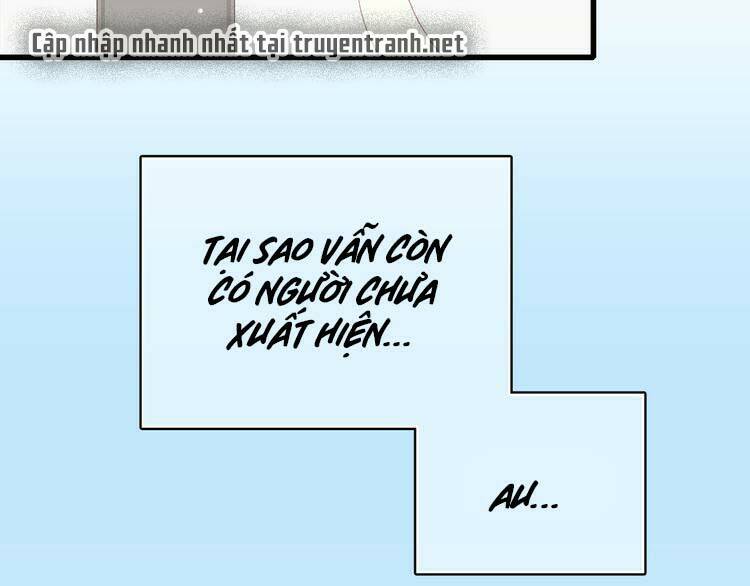 Cập nhập nhanh nhất tại truyentranh.net
TẠI SAO VẪN CÒN
CÓ NGƯỜI CHƯA
XUẤT HIỆN...
AU...